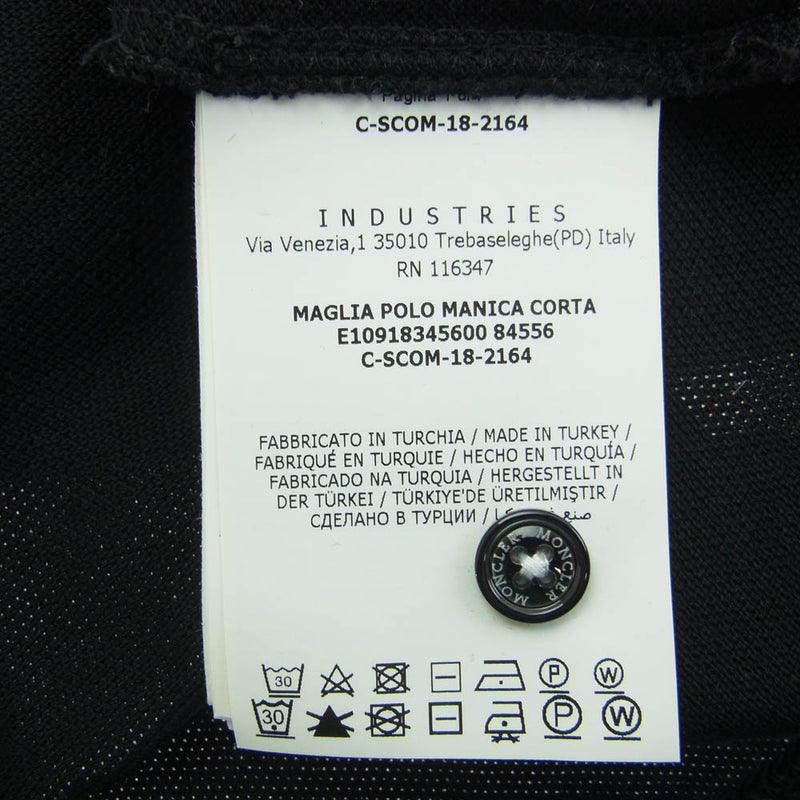 C-SCOM-18-2164
INDUSTRIES
Via Venezia,1 35010 Trebaseleghe(PD) Italy
RN 116347
MAGLIA POLO MANICA CORTA
E10918345600 84556
C-SCOM-18-2164
FABBRICATO IN TURCHIA / MADE IN TURKEY /
FABRIQUÉ EN TURQUIE / HECHO EN TURQUÍA /
FABRICADO NA TURQUIA / HERGESTELLT IN
DER TÜRKEI / TÜRKIYE'DE ÜRETILMIŞTIR /
СДЕЛАНО В ТУРЦИИ / صنع
MONCLER MONCLER
30 P W
30 P W